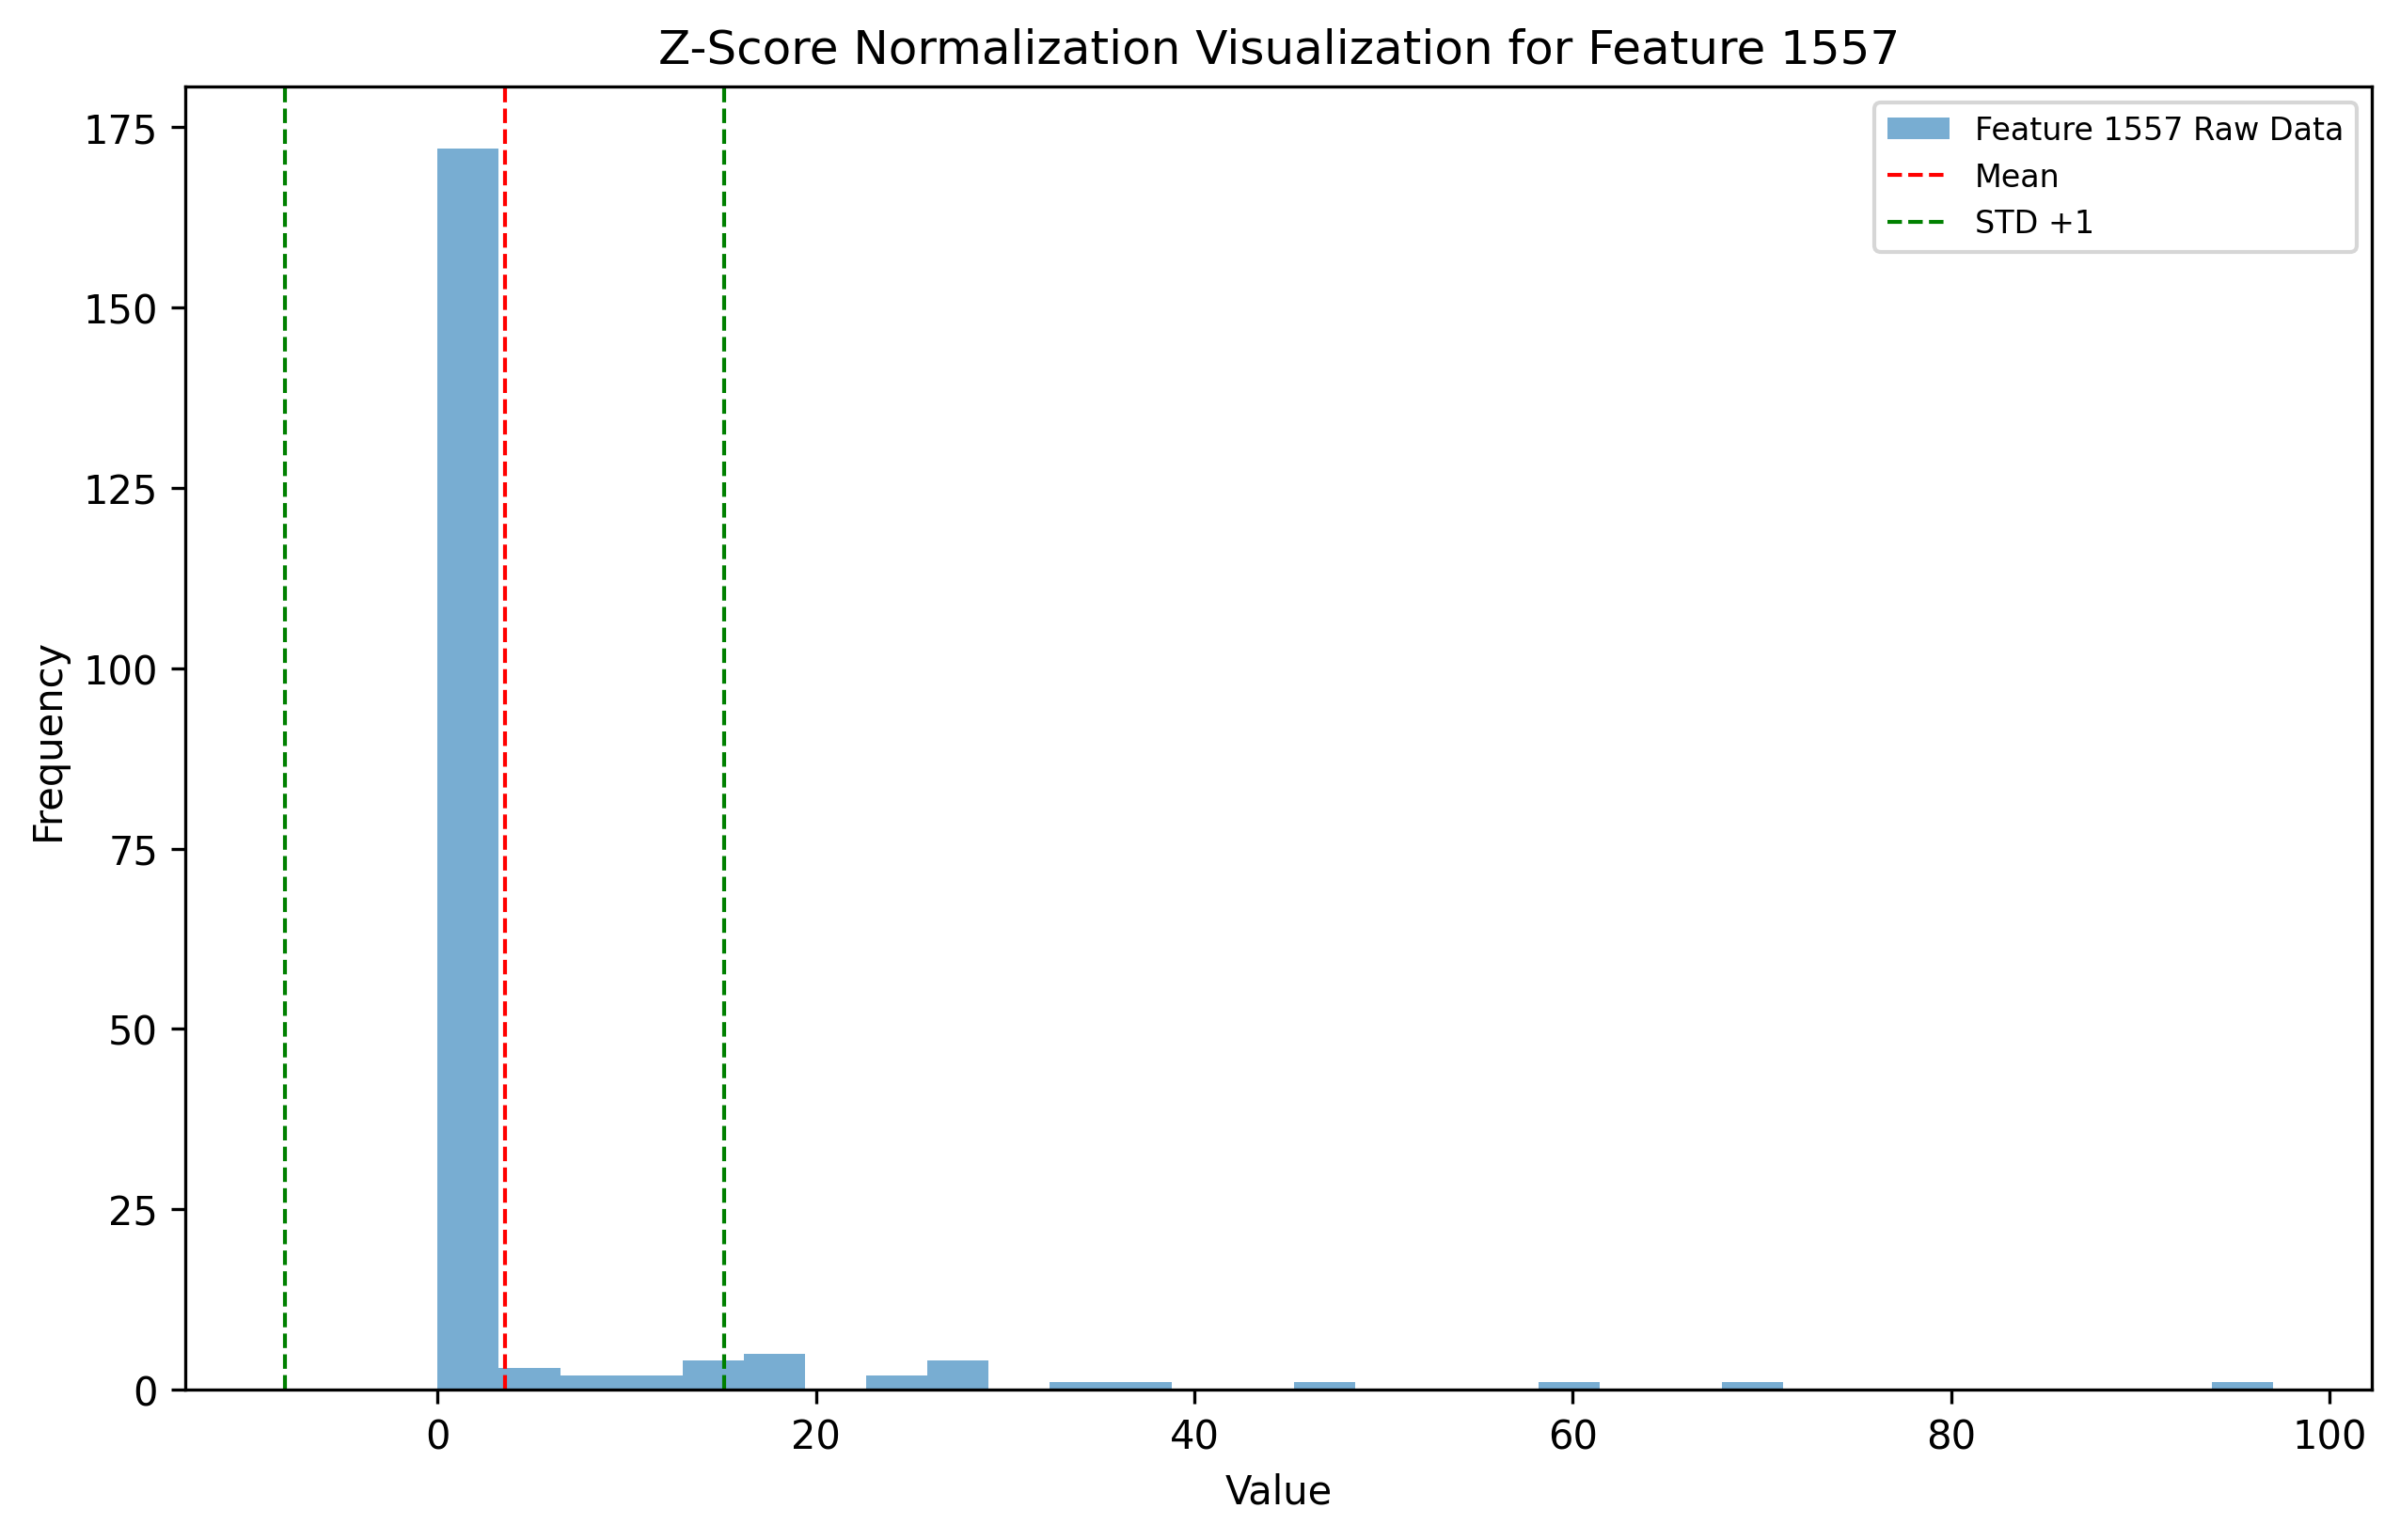 Z-Score Normalization Visualization for Feature 1557
Feature 1557 Raw Data
Mean
STD +1
175
150
125
100
75
50
25
0
Frequency
0 20 40 60 80 100
Value